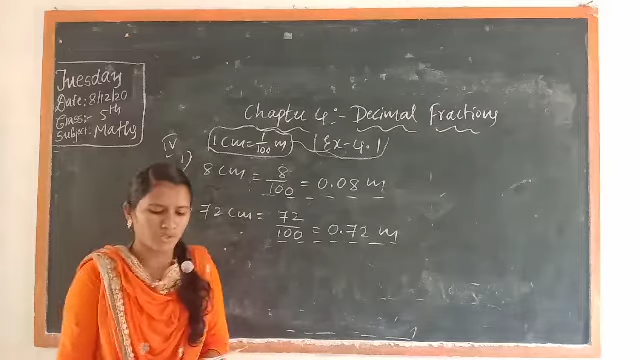 Tuesday
Date: 8/12/20
Class:- 5th
Subject: Maths
Chapter 4:- Decimal Fractions
IV 1 cm = 1/100 m Ex-4.1
1) 8 cm = 8/100 = 0.08 m
72 cm = 72/100 = 0.72 m